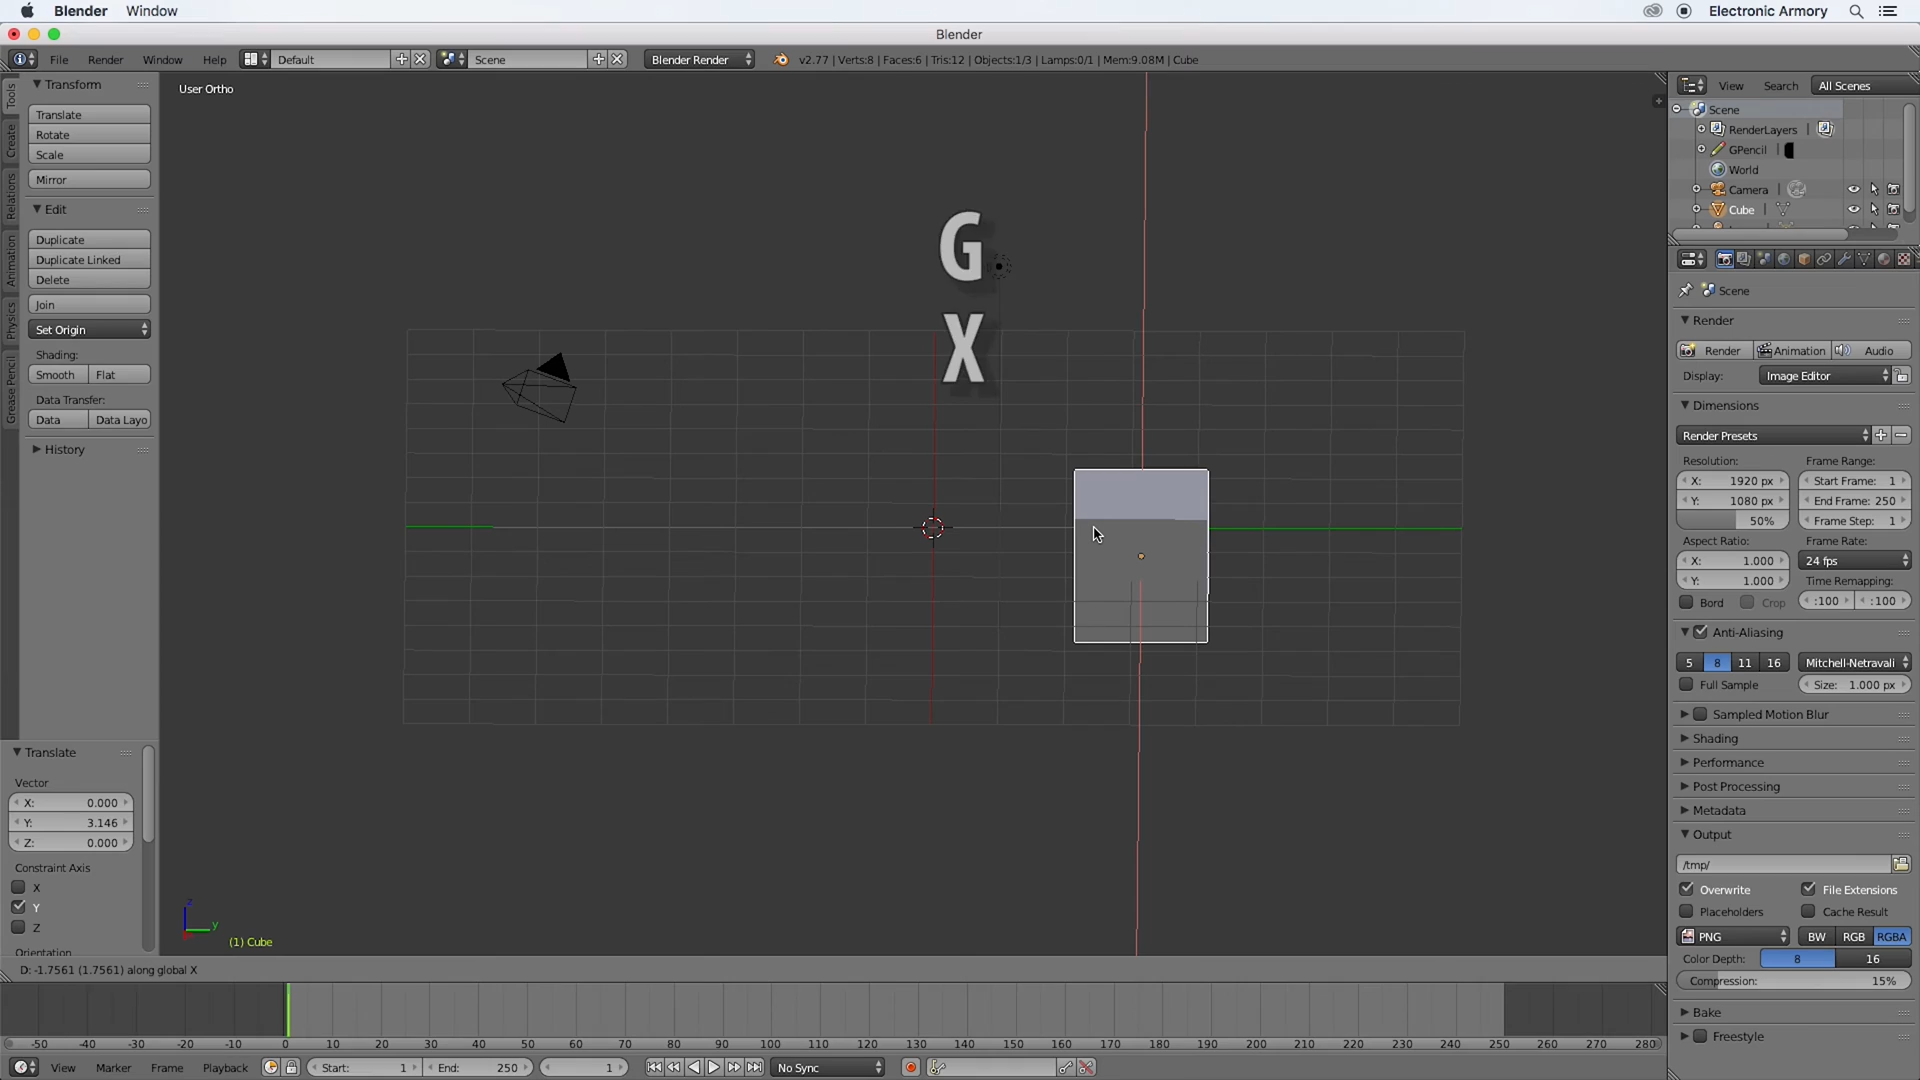 Blender Window Electronic Armory
Blender
File Render Window Help Default Scene Blender Render v2.77 | Verts:8 | Faces:6 | Tris:12 | Objects:1/3 | Lamps:0/1 | Mem:9.08M | Cube
Tools
Create
Relations
Animation
Physics
Grease Pencil
Transform
Translate
Rotate
Scale
Mirror
Edit
Duplicate
Duplicate Linked
Delete
Join
Set Origin
Shading:
Smooth Flat
Data Transfer:
Data Data Layo
History
Translate
Vector
X: 0.000
Y: 3.146
Z: 0.000
Constraint Axis
X
Y
Z
Orientation
User Ortho
G
X
z
y
(1) Cube
D: -1.7561 (1.7561) along global X
View Search All Scenes
Scene
RenderLayers |
GPencil |
World
Camera |
Cube |
Scene
Render
Render Animation Audio
Display: Image Editor
Dimensions
Render Presets
Resolution: Frame Range:
X: 1920 px Start Frame: 1
Y: 1080 px End Frame: 250
50% Frame Step: 1
Aspect Ratio: Frame Rate:
X: 1.000 24 fps
Y: 1.000 Time Remapping:
Bord Crop :100 :100
Anti-Aliasing
5 8 11 16 Mitchell-Netravali
Full Sample Size: 1.000 px
Sampled Motion Blur
Shading
Performance
Post Processing
Metadata
Output
/tmp/
Overwrite File Extensions
Placeholders Cache Result
PNG BW RGB RGBA
Color Depth: 8 16
Compression: 15%
Bake
Freestyle
-50 -40 -30 -20 -10 0 10 20 30 40 50 60 70 80 90 100 110 120 130 140 150 160 170 180 190 200 210 220 230 240 250 260 270 280
View Marker Frame Playback Start: 1 End: 250 1 No Sync